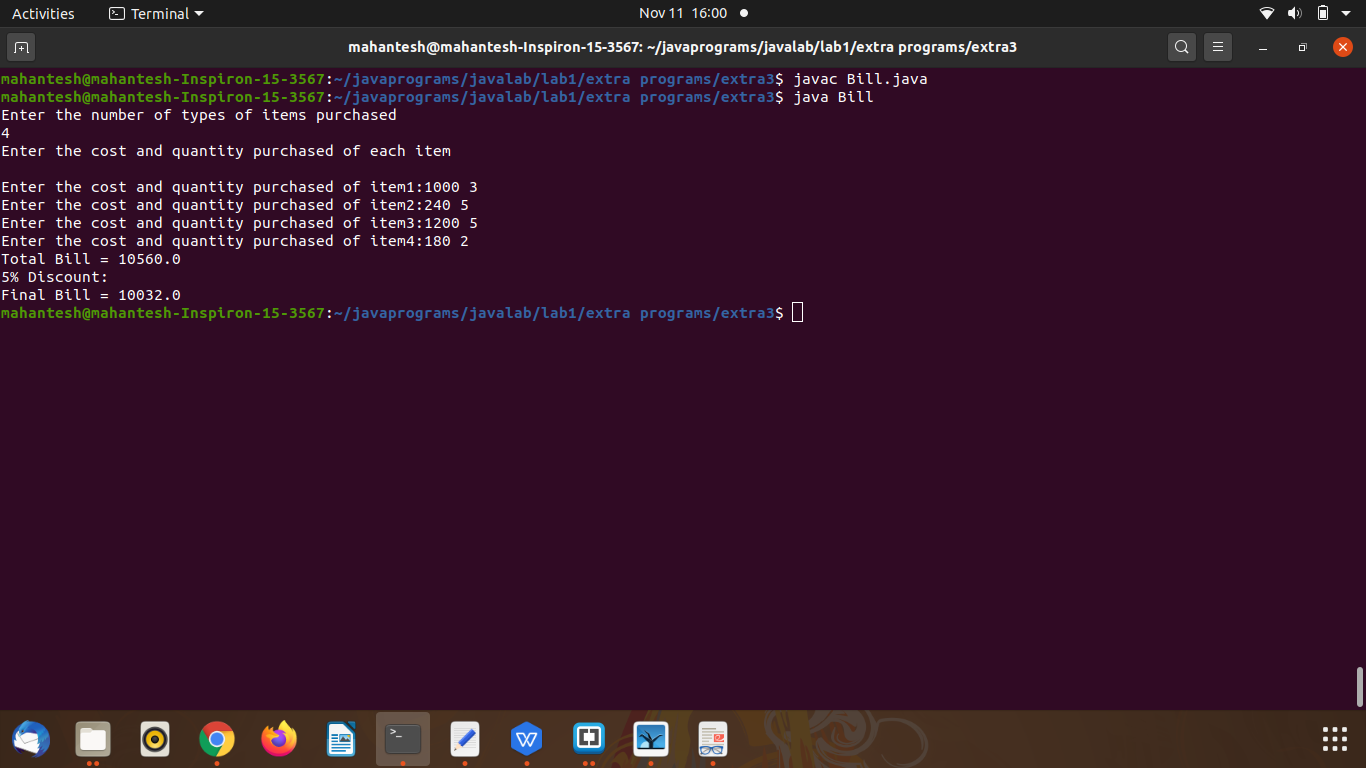 Activities Terminal Nov 11 16:00
mahantesh@mahantesh-Inspiron-15-3567: ~/javaprograms/javalab/lab1/extra programs/extra3
mahantesh@mahantesh-Inspiron-15-3567:~/javaprograms/javalab/lab1/extra programs/extra3$ javac Bill.java
mahantesh@mahantesh-Inspiron-15-3567:~/javaprograms/javalab/lab1/extra programs/extra3$ java Bill
Enter the number of types of items purchased
4
Enter the cost and quantity purchased of each item
Enter the cost and quantity purchased of item1:1000 3
Enter the cost and quantity purchased of item2:240 5
Enter the cost and quantity purchased of item3:1200 5
Enter the cost and quantity purchased of item4:180 2
Total Bill = 10560.0
5% Discount:
Final Bill = 10032.0
mahantesh@mahantesh-Inspiron-15-3567:~/javaprograms/javalab/lab1/extra programs/extra3$